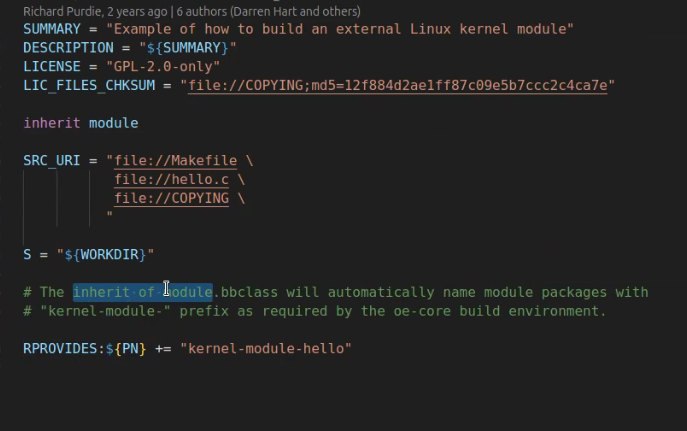 Richard Purdie, 2 years ago | 6 authors (Darren Hart and others)
SUMMARY = "Example of how to build an external Linux kernel module"
DESCRIPTION = "${SUMMARY}"
LICENSE = "GPL-2.0-only"
LIC_FILES_CHKSUM = "file://COPYING;md5=12f884d2ae1ff87c09e5b7ccc2c4ca7e"
inherit module
SRC_URI = "file://Makefile \
file://hello.c \
file://COPYING \
"
S = "${WORKDIR}"
# The inherit of module.bbclass will automatically name module packages with
# "kernel-module-" prefix as required by the oe-core build environment.
RPROVIDES:${PN} += "kernel-module-hello"